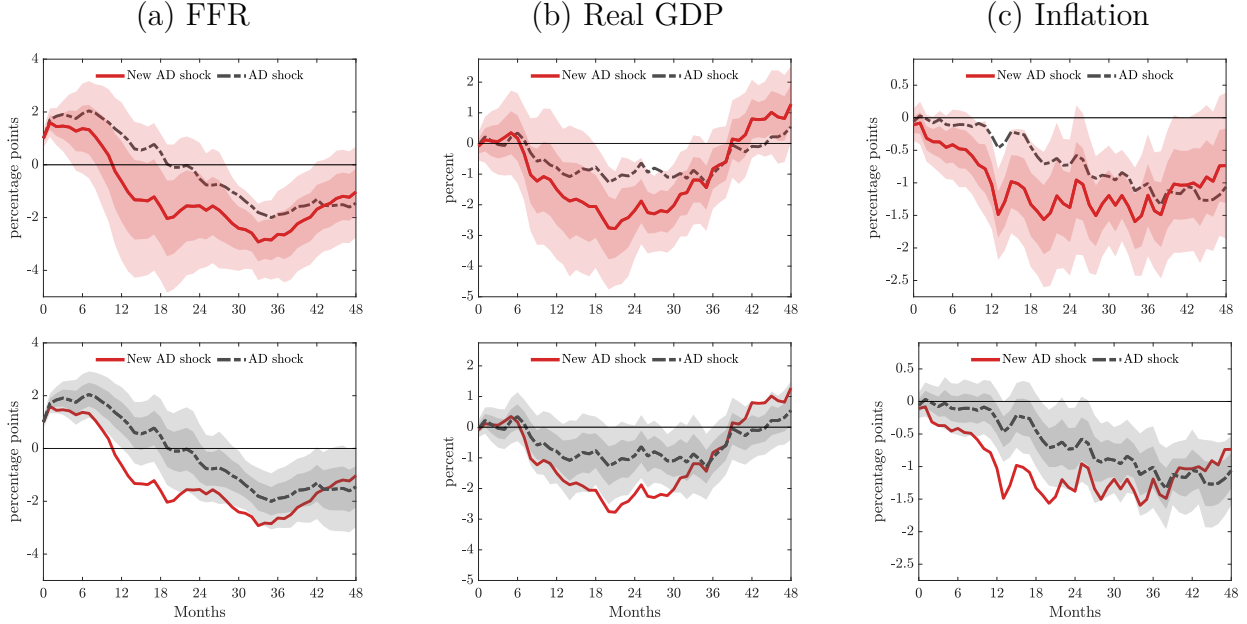 (a) FFR
(b) Real GDP
(c) Inflation
percentage points
4
2
0
-2
-4
New AD shock AD shock
0 6 12 18 24 30 36 42 48
percent
2
1
0
-1
-2
-3
-4
-5
New AD shock AD shock
0 6 12 18 24 30 36 42 48
percentage points
0.5
0
-0.5
-1
-1.5
-2
-2.5
New AD shock AD shock
0 6 12 18 24 30 36 42 48
percentage points
4
2
0
-2
-4
New AD shock AD shock
0 6 12 18 24 30 36 42 48
Months
percent
2
1
0
-1
-2
-3
-4
-5
New AD shock AD shock
0 6 12 18 24 30 36 42 48
Months
percentage points
0.5
0
-0.5
-1
-1.5
-2
-2.5
New AD shock AD shock
0 6 12 18 24 30 36 42 48
Months